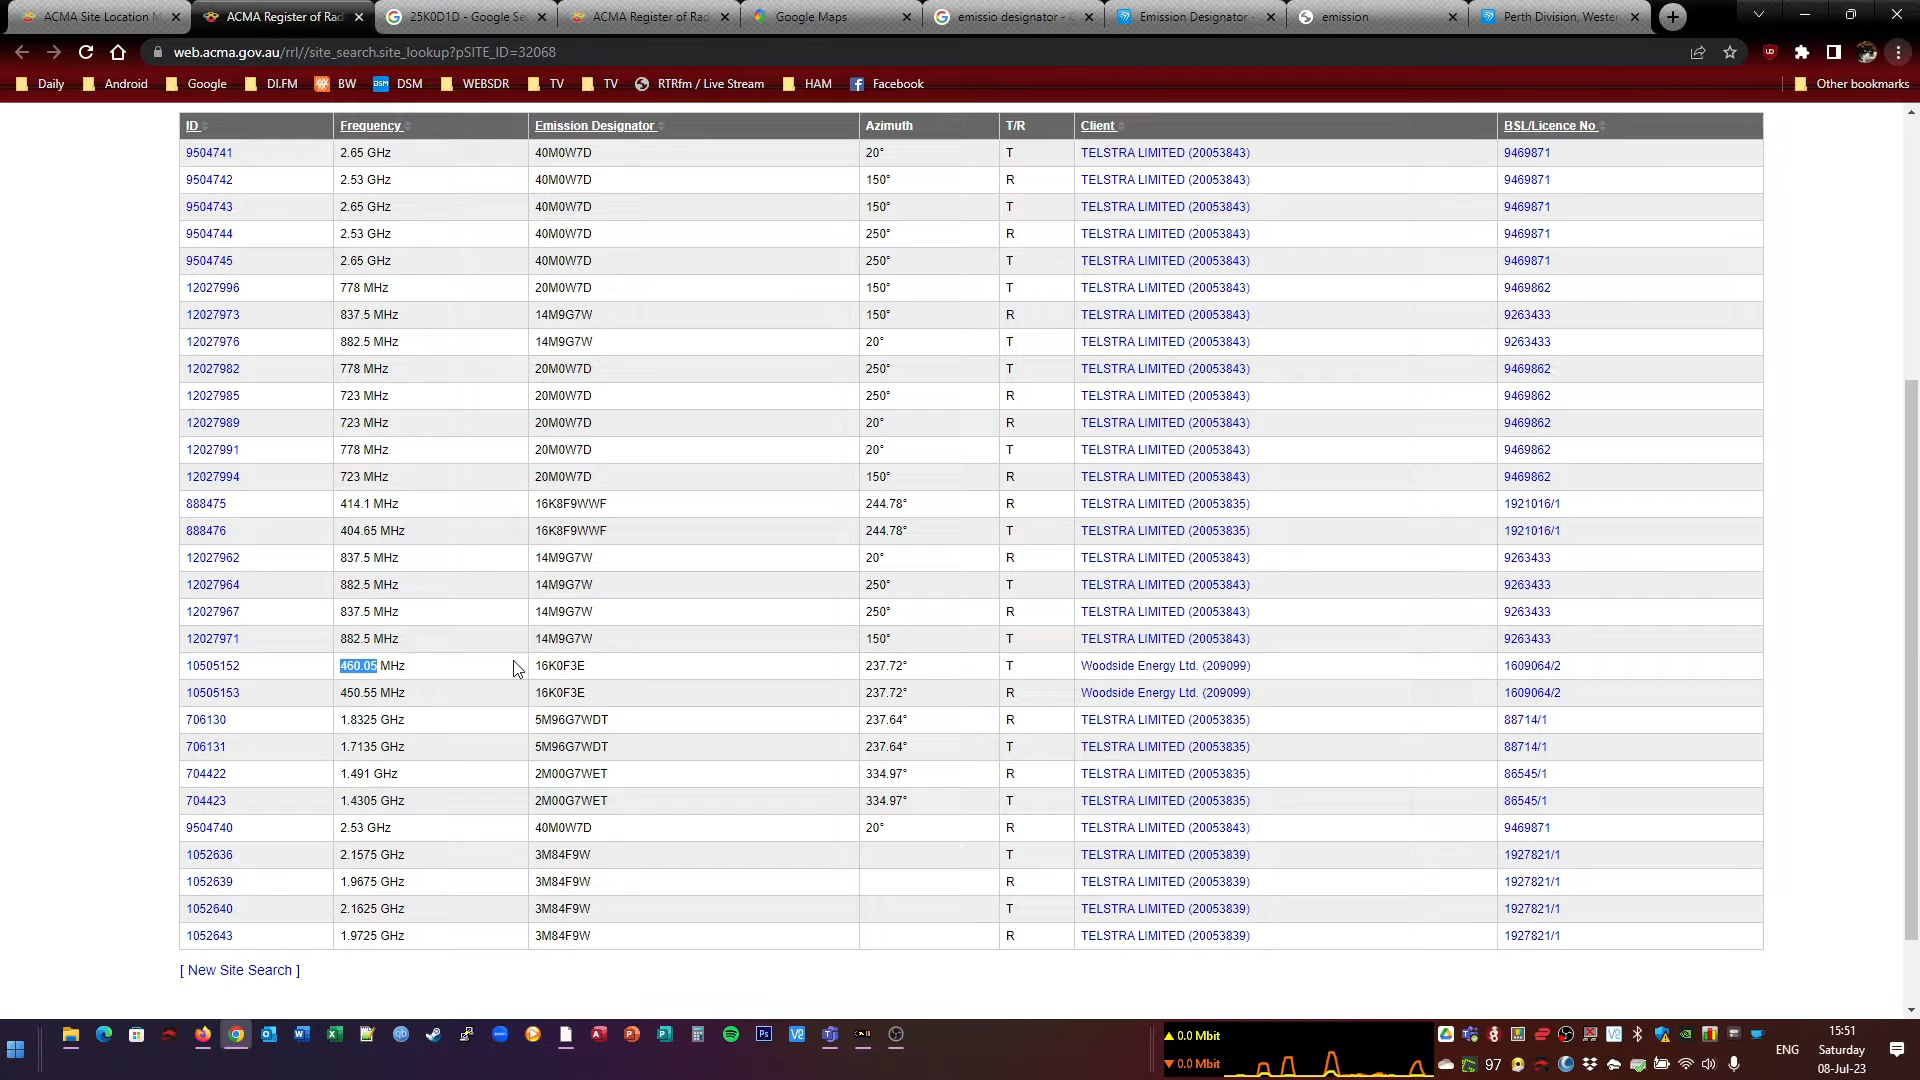 ACMA Site Location M
ACMA Register of Rad
25K0D1D - Google Se
ACMA Register of Rad
Google Maps
emissio designator - G
Emission Designator
emission
Perth Division, Wester
web.acma.gov.au/rrl//site_search.site_lookup?pSITE_ID=32068
Daily Android Google DI.FM BW DSM WEBSDR TV TV RTRfm / Live Stream HAM Facebook Other bookmarks
ID Frequency Emission Designator Azimuth T/R Client BSL/Licence No
9504741 2.65 GHz 40M0W7D 20° T TELSTRA LIMITED (20053843) 9469871
9504742 2.53 GHz 40M0W7D 150° R TELSTRA LIMITED (20053843) 9469871
9504743 2.65 GHz 40M0W7D 150° T TELSTRA LIMITED (20053843) 9469871
9504744 2.53 GHz 40M0W7D 250° R TELSTRA LIMITED (20053843) 9469871
9504745 2.65 GHz 40M0W7D 250° T TELSTRA LIMITED (20053843) 9469871
12027996 778 MHz 20M0W7D 150° T TELSTRA LIMITED (20053843) 9469862
12027973 837.5 MHz 14M9G7W 150° R TELSTRA LIMITED (20053843) 9263433
12027976 882.5 MHz 14M9G7W 20° T TELSTRA LIMITED (20053843) 9263433
12027982 778 MHz 20M0W7D 250° T TELSTRA LIMITED (20053843) 9469862
12027985 723 MHz 20M0W7D 250° R TELSTRA LIMITED (20053843) 9469862
12027989 723 MHz 20M0W7D 20° R TELSTRA LIMITED (20053843) 9469862
12027991 778 MHz 20M0W7D 20° T TELSTRA LIMITED (20053843) 9469862
12027994 723 MHz 20M0W7D 150° R TELSTRA LIMITED (20053843) 9469862
888475 414.1 MHz 16K8F9WWF 244.78° R TELSTRA LIMITED (20053835) 1921016/1
888476 404.65 MHz 16K8F9WWF 244.78° T TELSTRA LIMITED (20053835) 1921016/1
12027962 837.5 MHz 14M9G7W 20° R TELSTRA LIMITED (20053843) 9263433
12027964 882.5 MHz 14M9G7W 250° T TELSTRA LIMITED (20053843) 9263433
12027967 837.5 MHz 14M9G7W 250° R TELSTRA LIMITED (20053843) 9263433
12027971 882.5 MHz 14M9G7W 150° T TELSTRA LIMITED (20053843) 9263433
10505152 460.05 MHz 16K0F3E 237.72° T Woodside Energy Ltd. (209099) 1609064/2
10505153 450.55 MHz 16K0F3E 237.72° R Woodside Energy Ltd. (209099) 1609064/2
706130 1.8325 GHz 5M96G7WDT 237.64° R TELSTRA LIMITED (20053835) 88714/1
706131 1.7135 GHz 5M96G7WDT 237.64° T TELSTRA LIMITED (20053835) 88714/1
704422 1.491 GHz 2M00G7WET 334.97° R TELSTRA LIMITED (20053835) 86545/1
704423 1.4305 GHz 2M00G7WET 334.97° T TELSTRA LIMITED (20053835) 86545/1
9504740 2.53 GHz 40M0W7D 20° R TELSTRA LIMITED (20053843) 9469871
1052636 2.1575 GHz 3M84F9W T TELSTRA LIMITED (20053839) 1927821/1
1052639 1.9675 GHz 3M84F9W R TELSTRA LIMITED (20053839) 1927821/1
1052640 2.1625 GHz 3M84F9W T TELSTRA LIMITED (20053839) 1927821/1
1052643 1.9725 GHz 3M84F9W R TELSTRA LIMITED (20053839) 1927821/1
[ New Site Search ]
0.0 Mbit
0.0 Mbit
97
ENG
15:51
Saturday
08-Jul-23